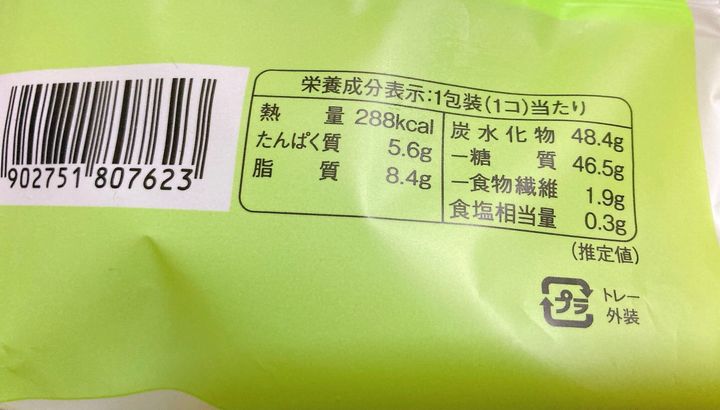 栄養成分表示:1包装(1コ)当たり
熱量 288kcal
たんぱく質 5.6g
脂質 8.4g
炭水化物 48.4g
−糖質 46.5g
−食物繊維 1.9g
食塩相当量 0.3g
(推定値)
902751 807623
プラ
トレー
外装